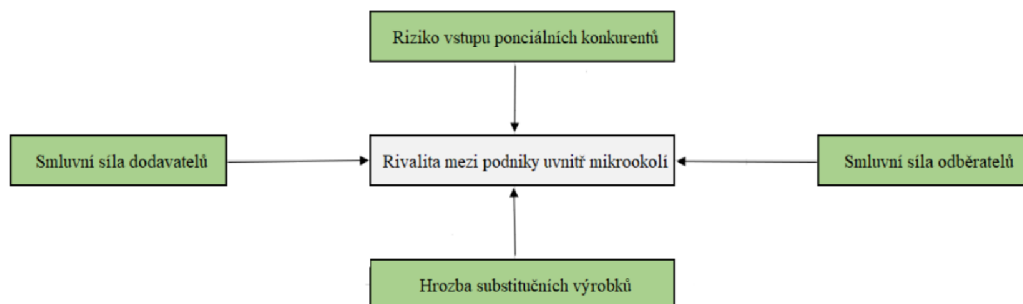 Riziko vstupu ponciálních konkurentů
Smluvní síla dodavatelů
Rivalita mezi podniky uvnitř mikrookolí
Smluvní síla odběratelů
Hrozba substitučních výrobků